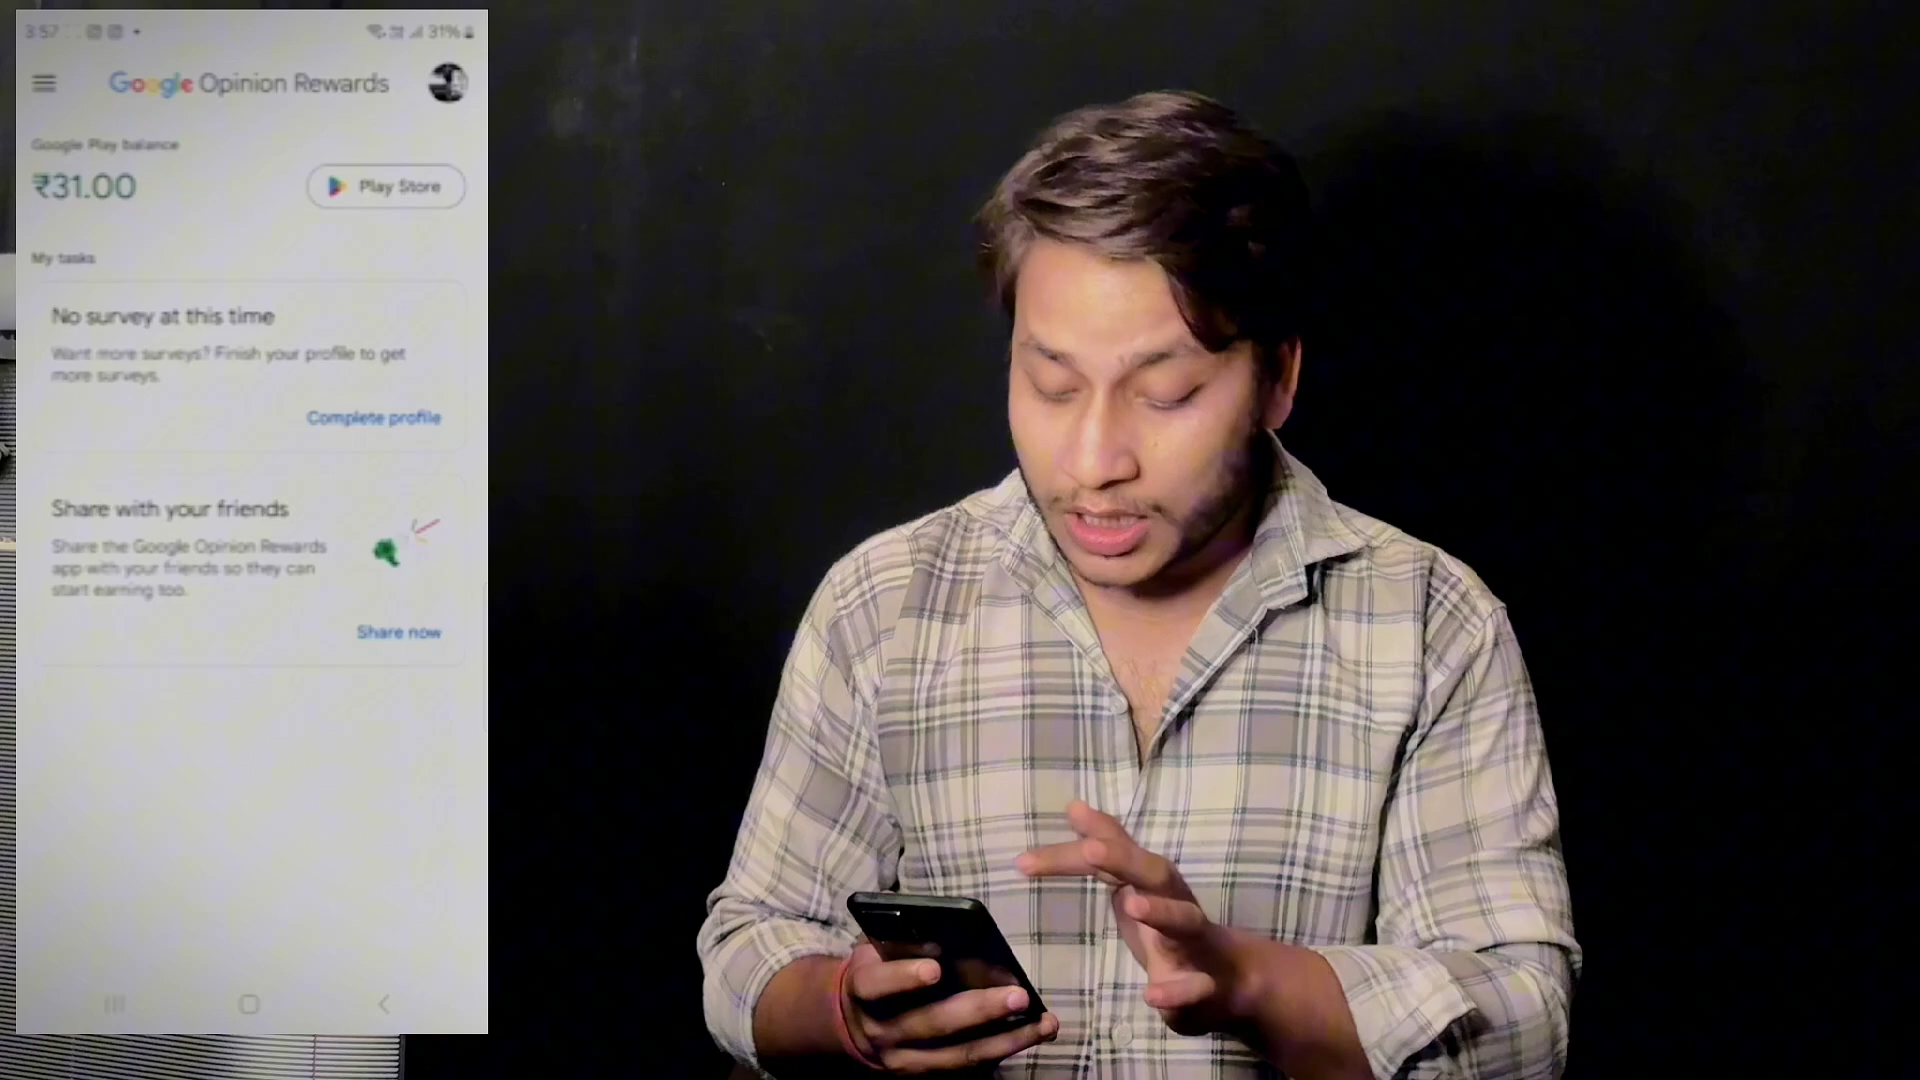 3:57
31%
Google Opinion Rewards
Google Play balance
₹31.00
Play Store
My tasks
No survey at this time
Want more surveys? Finish your profile to get
more surveys.
Complete profile
Share with your friends
Share the Google Opinion Rewards
app with your friends so they can
start earning too.
Share now